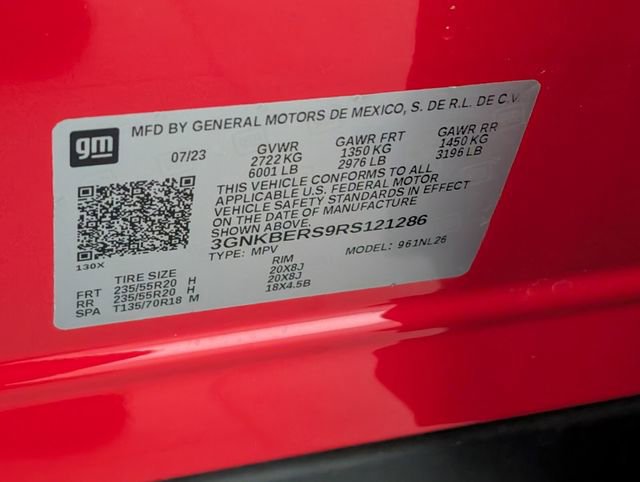 gm
MFD BY GENERAL MOTORS DE MEXICO, S. DE R.L. DE C.V.
07/23 GVWR GAWR FRT GAWR RR
2722 KG 1350 KG 1450 KG
6001 LB 2976 LB 3196 LB
THIS VEHICLE CONFORMS TO ALL
APPLICABLE U.S. FEDERAL MOTOR
VEHICLE SAFETY STANDARDS IN EFFECT
ON THE DATE OF MANUFACTURE
SHOWN ABOVE.
3GNKBERS9RS121286
TYPE: MPV MODEL: 961NL26
130X
TIRE SIZE RIM
FRT 235/55R20 H 20X8J
RR 235/55R20 H 20X8J
SPA T135/70R18 M 18X4.5B